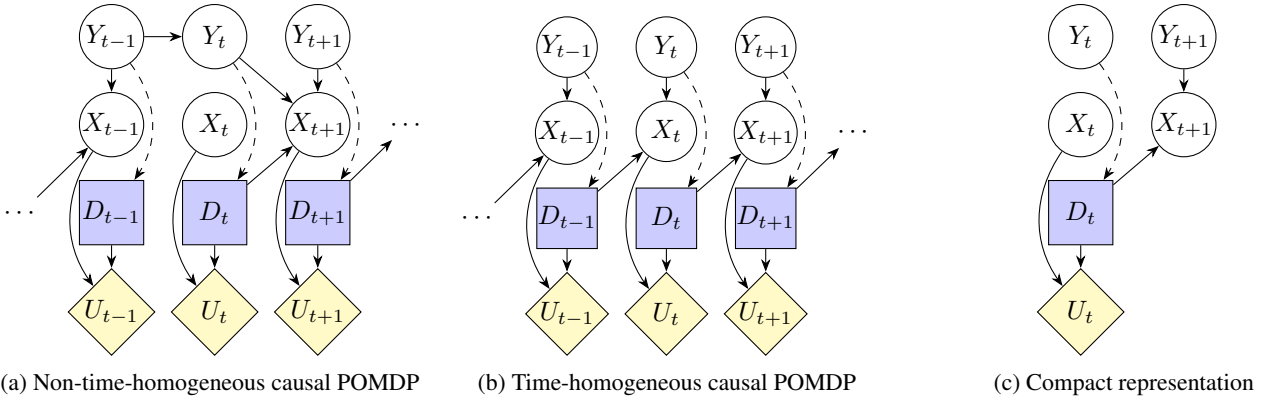 Y_{t−1} Y_t Y_{t+1} Y_{t−1} Y_t Y_{t+1} Y_t Y_{t+1}
X_{t−1} X_t X_{t+1} ... X_{t−1} X_t X_{t+1} ... X_t X_{t+1}
... D_{t−1} D_t D_{t+1} ... D_{t−1} D_t D_{t+1} D_t
U_{t−1} U_t U_{t+1} U_{t−1} U_t U_{t+1} U_t
(a) Non-time-homogeneous causal POMDP (b) Time-homogeneous causal POMDP (c) Compact representation